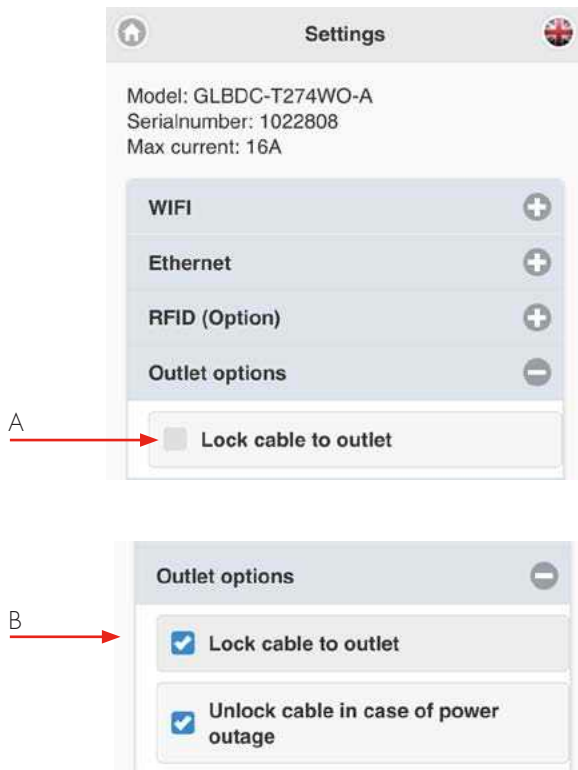 Settings
Model: GLBDC-T274WO-A
Serialnumber: 1022808
Max current: 16A
WIFI
Ethernet
RFID (Option)
Outlet options
A
Lock cable to outlet
Outlet options
B
Lock cable to outlet
Unlock cable in case of power
outage